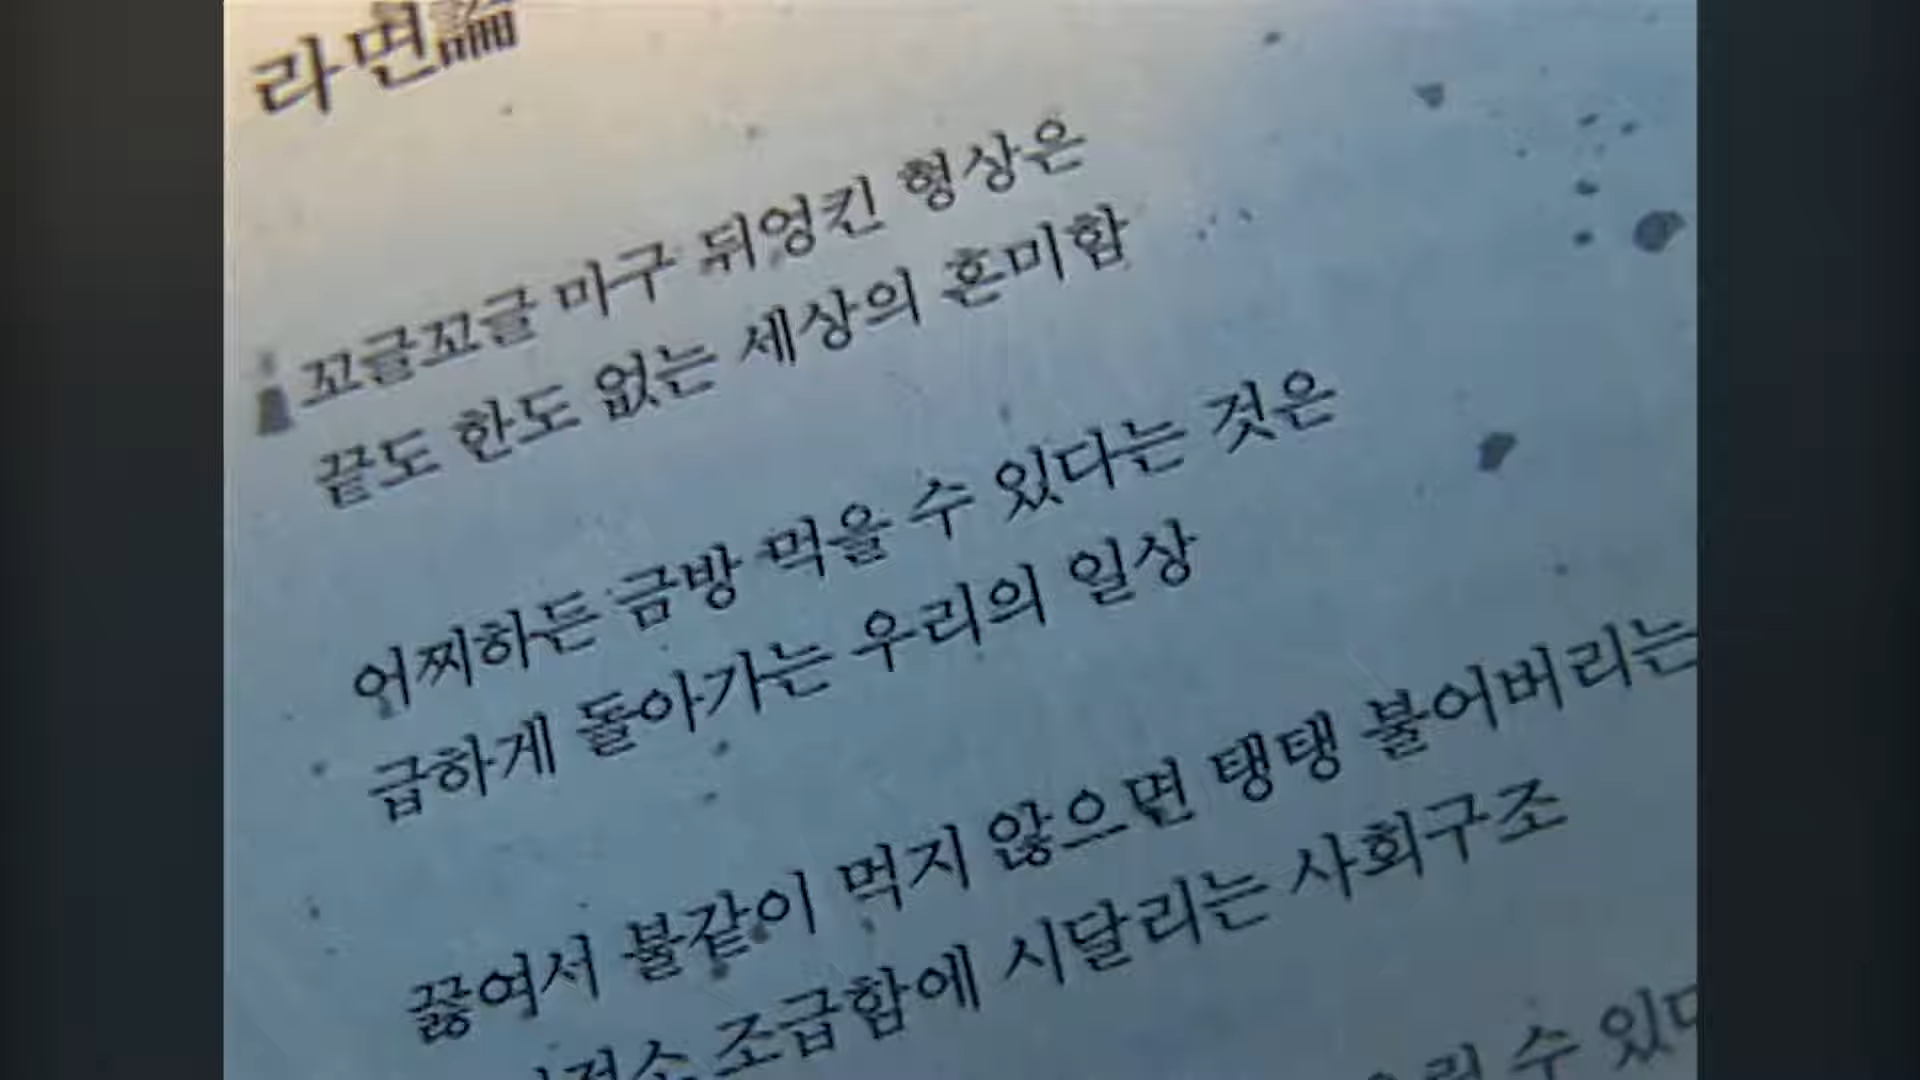 라면論
꼬글꼬글 마구 뒤엉킨 형상은
끝도 한도 없는 세상의 혼미함
어찌하든 금방 먹을 수 있다는 것은
급하게 돌아가는 우리의 일상
끓여서 불같이 먹지 않으면 탱탱 불어버리는
조급함에 시달리는 사회구조
수 있다